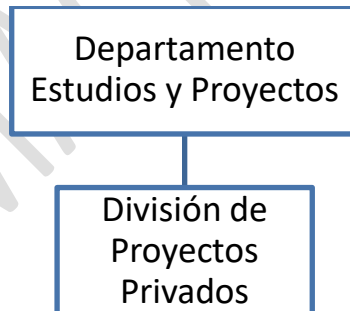 Departamento
Estudios y Proyectos
División de
Proyectos
Privados